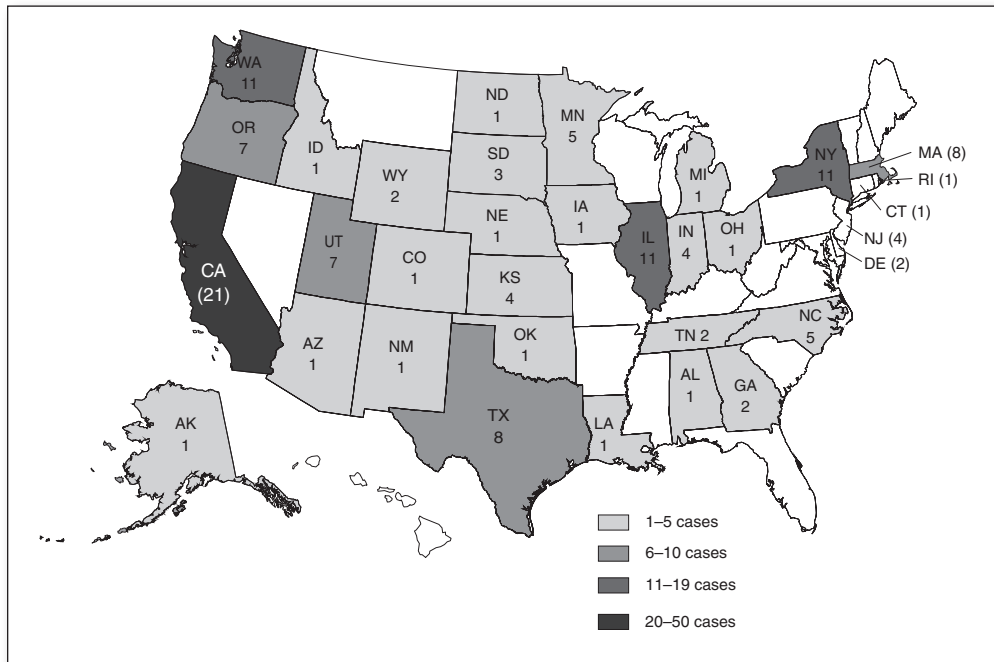 WA
11
OR
7
ID
1
ND
1
MN
5
SD
3
WY
2
NE
1
IA
1
MI
1
NY
11
MA (8)
RI (1)
CT (1)
NJ (4)
DE (2)
UT
7
CO
1
KS
4
IL
11
IN
4
OH
1
CA
(21)
AZ
1
NM
1
OK
1
TN 2
NC
5
AL
1
GA
2
TX
8
LA
1
AK
1
1–5 cases
6–10 cases
11–19 cases
20–50 cases